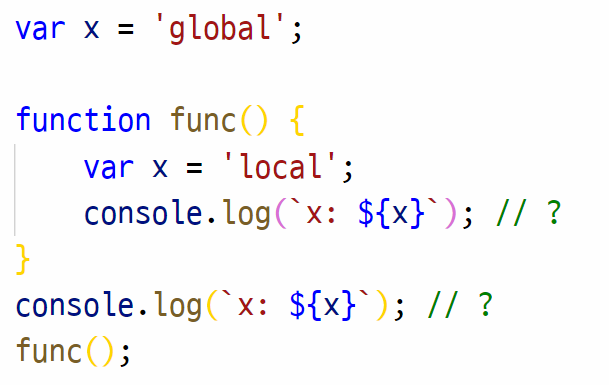 var x = 'global';
function func() {
var x = 'local';
console.log(`x: ${x}`); // ?
}
console.log(`x: ${x}`); // ?
func();